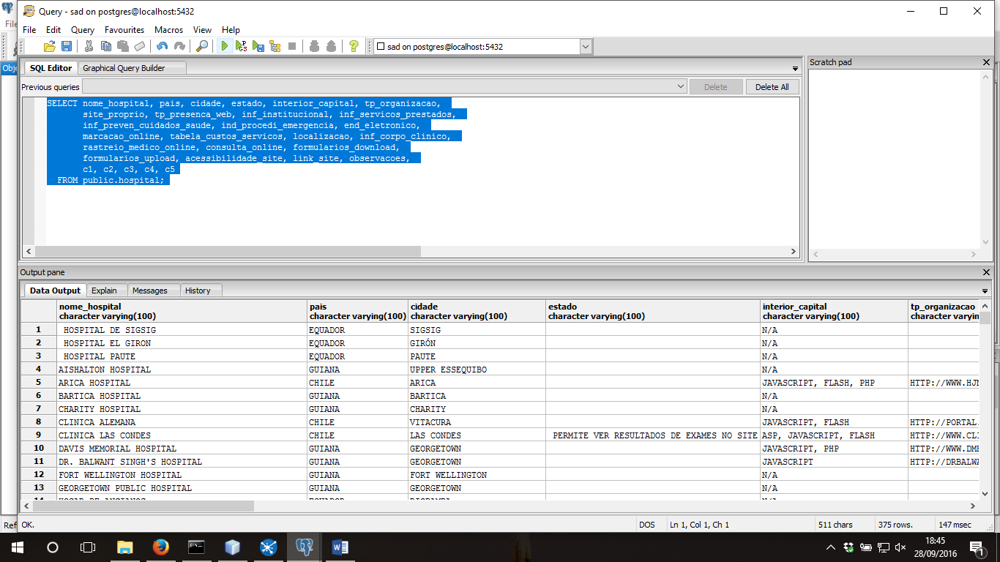 Query - sad on postgres@localhost:5432
File
File Edit Query Favourites Macros View Help
sad on postgres@localhost:5432
Obje
SQL Editor Graphical Query Builder
Scratch pad
Previous queries Delete Delete All
SELECT nome_hospital, pais, cidade, estado, interior_capital, tp_organizacao,
site_proprio, tp_presenca_web, inf_institucional, inf_servicos_prestados,
inf_preven_cuidados_saude, ind_procedi_emergencia, end_eletronico,
marcacao_online, tabela_custos_servicos, localizacao, inf_corpo_clinico,
rastreio_medico_online, consulta_online, formularios_download,
formularios_upload, acessibilidade_site, link_site, observacoes,
c1, c2, c3, c4, c5
FROM public.hospital;
Output pane
Data Output Explain Messages History
nome_hospital pais cidade estado interior_capital tp_organizacao
character varying(100) character varying(100) character varying(100) character varying(100) character varying(100) character varyin
1 HOSPITAL DE SIGSIG EQUADOR SIGSIG N/A
2 HOSPITAL EL GIRON EQUADOR GIRÓN N/A
3 HOSPITAL PAUTE EQUADOR PAUTE N/A
4 AISHALTON HOSPITAL GUIANA UPPER ESSEQUIBO N/A
5 ARICA HOSPITAL CHILE ARICA JAVASCRIPT, FLASH, PHP HTTP://WWW.HJN
6 BARTICA HOSPITAL GUIANA BARTICA N/A
7 CHARITY HOSPITAL GUIANA CHARITY N/A
8 CLINICA ALEMANA CHILE VITACURA JAVASCRIPT, FLASH HTTP://PORTAL.
9 CLINICA LAS CONDES CHILE LAS CONDES PERMITE VER RESULTADOS DE EXAMES NO SITE ASP, JAVASCRIPT, FLASH HTTP://WWW.CLI
10 DAVIS MEMORIAL HOSPITAL GUIANA GEORGETOWN JAVASCRIPT, PHP HTTP://WWW.DMH
11 DR. BALWANT SINGH'S HOSPITAL GUIANA GEORGETOWN JAVASCRIPT HTTP://DRBALWA
12 FORT WELLINGTON HOSPITAL GUIANA FORT WELLINGTON N/A
13 GEORGETOWN PUBLIC HOSPITAL GUIANA GEORGETOWN N/A
Ref OK. DOS Ln 1, Col 1, Ch 1 511 chars 375 rows. 147 msec
18:45
28/09/2016
1